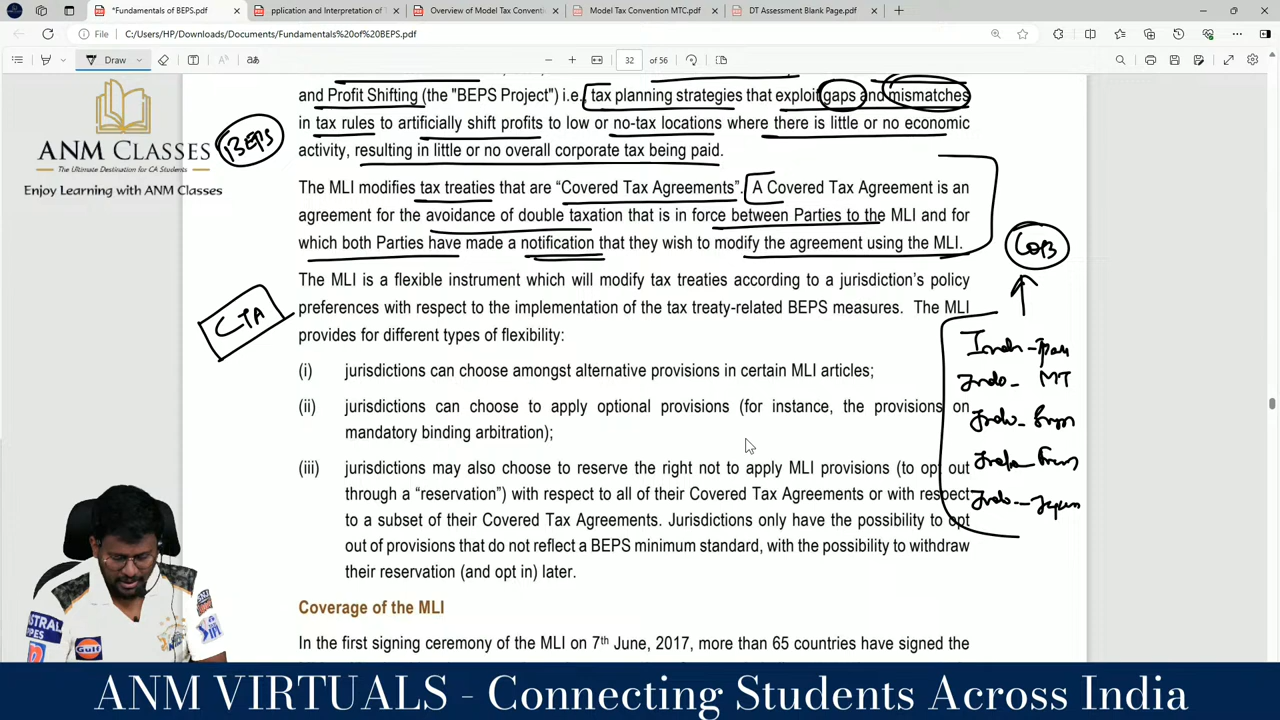 *Fundamentals of BEPS.pdf
pplication and Interpretation of T
Overview of Model Tax Conventi
Model Tax Convention MTC.pdf
DT Assessment Blank Page.pdf
File
C:/Users/HP/Downloads/Documents/Fundamentals%20of%20BEPS.pdf
Draw
32 of 56
and Profit Shifting (the "BEPS Project") i.e., tax planning strategies that exploit gaps and mismatches
in tax rules to artificially shift profits to low or no-tax locations where there is little or no economic
activity, resulting in little or no overall corporate tax being paid.
BEPS
ANM CLASSES
The Ultimate Destination for CA Students
Enjoy Learning with ANM Classes
The MLI modifies tax treaties that are “Covered Tax Agreements”. A Covered Tax Agreement is an
agreement for the avoidance of double taxation that is in force between Parties to the MLI and for
which both Parties have made a notification that they wish to modify the agreement using the MLI.
The MLI is a flexible instrument which will modify tax treaties according to a jurisdiction’s policy
preferences with respect to the implementation of the tax treaty-related BEPS measures. The MLI
provides for different types of flexibility:
CTA
(i) jurisdictions can choose amongst alternative provisions in certain MLI articles;
(ii) jurisdictions can choose to apply optional provisions (for instance, the provisions on
mandatory binding arbitration);
(iii) jurisdictions may also choose to reserve the right not to apply MLI provisions (to opt out
through a “reservation”) with respect to all of their Covered Tax Agreements or with respect
to a subset of their Covered Tax Agreements. Jurisdictions only have the possibility to opt
out of provisions that do not reflect a BEPS minimum standard, with the possibility to withdraw
their reservation (and opt in) later.
Indo - MT
Indo -
Indo - Japan
Coverage of the MLI
In the first signing ceremony of the MLI on 7th June, 2017, more than 65 countries have signed the
ANM VIRTUALS - Connecting Students Across India